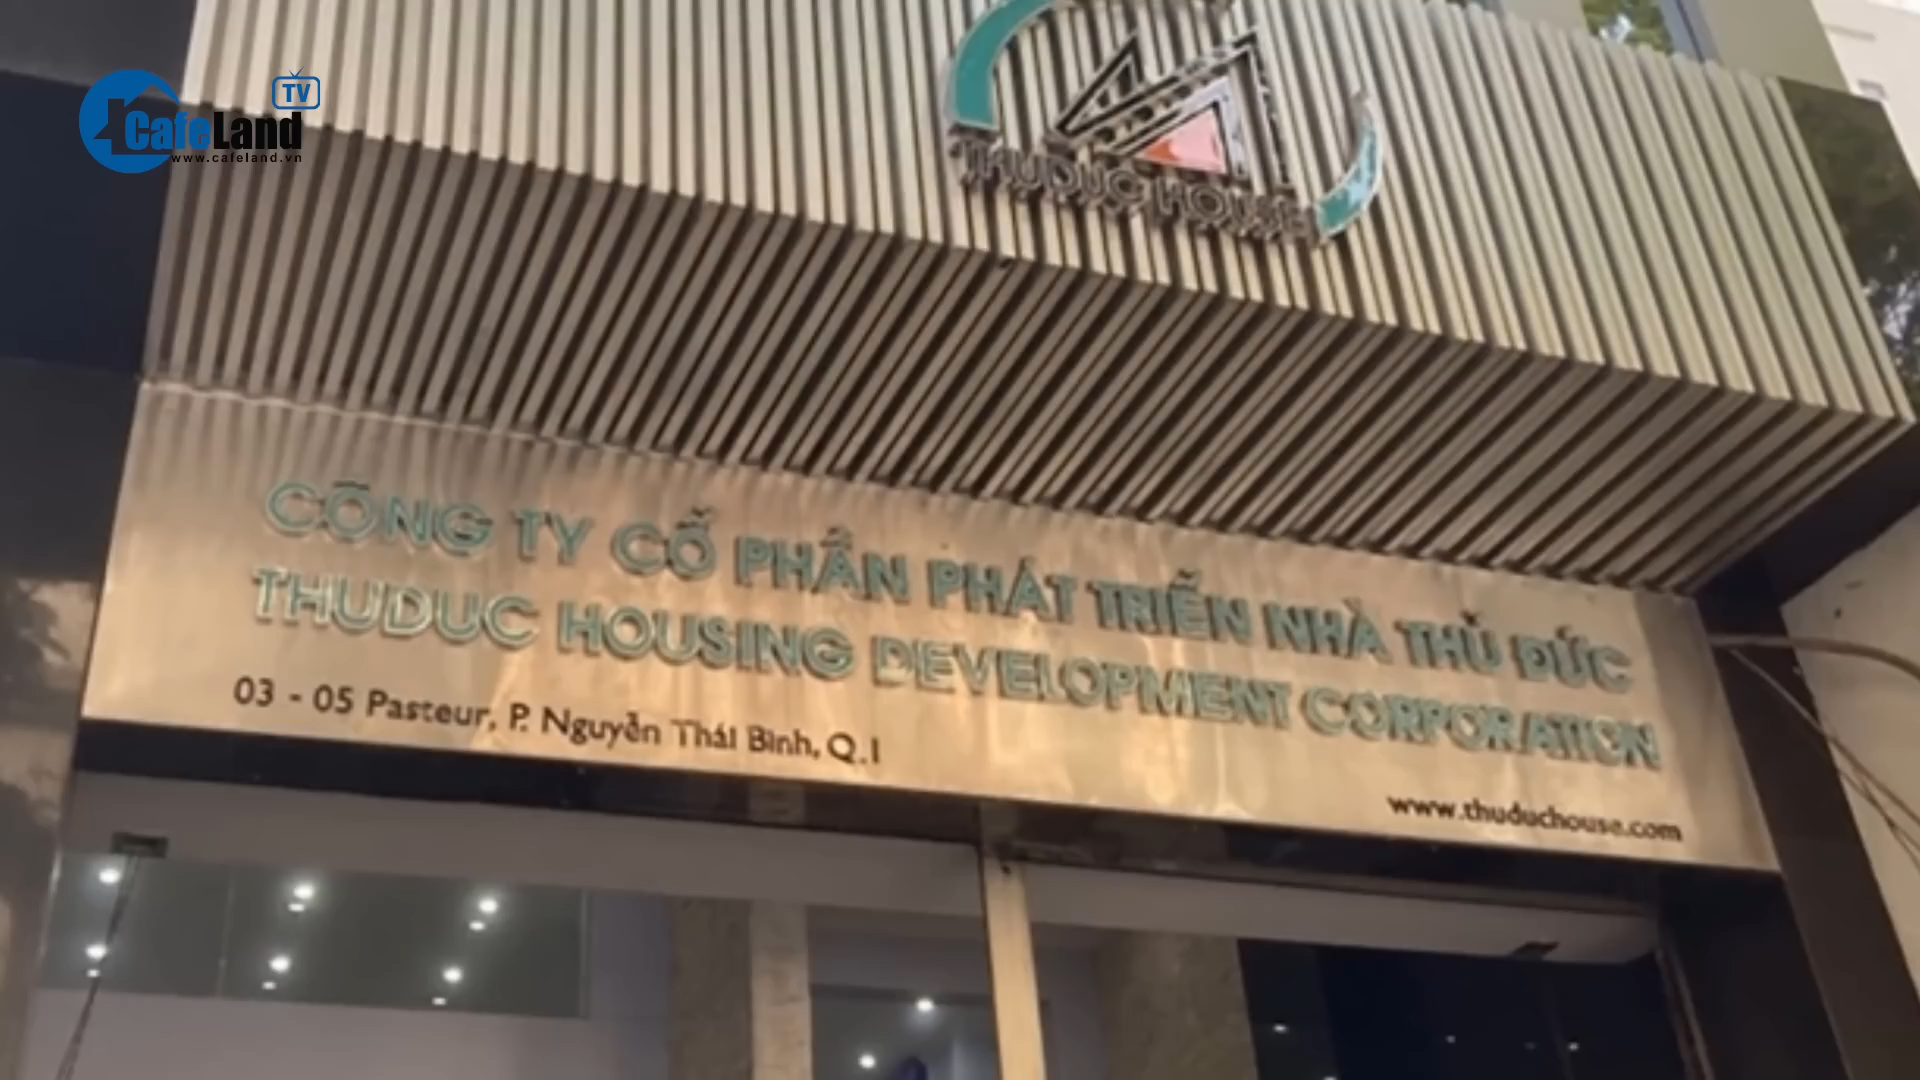 TV
CafeLand
www.cafeland.vn
THUDUC HOUSE
CÔNG TY CỔ PHẦN PHÁT TRIỂN NHÀ THỦ ĐỨC
THUDUC HOUSING DEVELOPMENT CORPORATION
03 - 05 Pasteur, P. Nguyễn Thái Bình, Q.1
www.thuduchouse.com